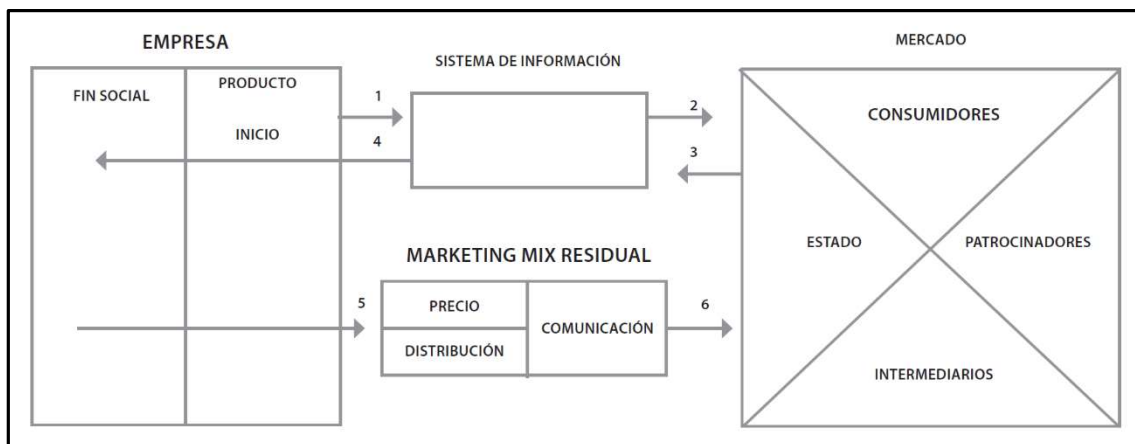 EMPRESA
SISTEMA DE INFORMACIÓN
MERCADO
FIN SOCIAL
PRODUCTO
INICIO
1
4
2
3
CONSUMIDORES
ESTADO
PATROCINADORES
INTERMEDIARIOS
MARKETING MIX RESIDUAL
5
PRECIO
DISTRIBUCIÓN
COMUNICACIÓN
6